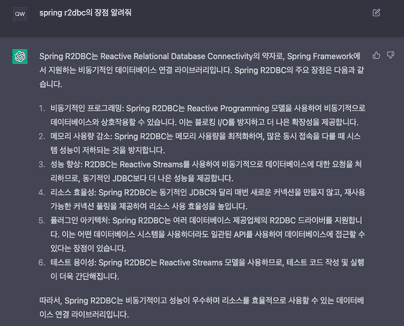 QW
spring r2dbc의 장점 알려줘
Spring R2DBC는 Reactive Relational Database Connectivity의 약자로, Spring Framework에
서 지원하는 비동기적인 데이터베이스 연결 라이브러리입니다. Spring R2DBC의 주요 장점은 다음과 같
습니다.
1. 비동기적인 프로그래밍: Spring R2DBC는 Reactive Programming 모델을 사용하여 비동기적으로
데이터베이스와 상호작용할 수 있습니다. 이는 블로킹 I/O를 방지하고 더 나은 확장성을 제공합니다.
2. 메모리 사용량 감소: Spring R2DBC는 메모리 사용량을 최적화하여, 많은 동시 접속을 다룰 때 시스
템 성능이 저하되는 것을 방지합니다.
3. 성능 향상: R2DBC는 Reactive Streams를 사용하여 비동기적으로 데이터베이스에 대한 요청을 처
리하므로, 동기적인 JDBC보다 더 나은 성능을 제공합니다.
4. 리소스 효율성: Spring R2DBC는 동기적인 JDBC와 달리 매번 새로운 커넥션을 만들지 않고, 재사용
가능한 커넥션 풀링을 제공하여 리소스 사용 효율성을 높입니다.
5. 플러그인 아키텍처: Spring R2DBC는 여러 데이터베이스 제공업체의 R2DBC 드라이버를 지원합니
다. 이는 어떤 데이터베이스 시스템을 사용하더라도 일관된 API를 사용하여 데이터베이스에 접근할 수
있다는 장점이 있습니다.
6. 테스트 용이성: Spring R2DBC는 Reactive Streams 모델을 사용하므로, 테스트 코드 작성 및 실행
이 더욱 간단해집니다.
따라서, Spring R2DBC는 비동기적이고 성능이 우수하며 리소스를 효율적으로 사용할 수 있는 데이터베
이스 연결 라이브러리입니다.